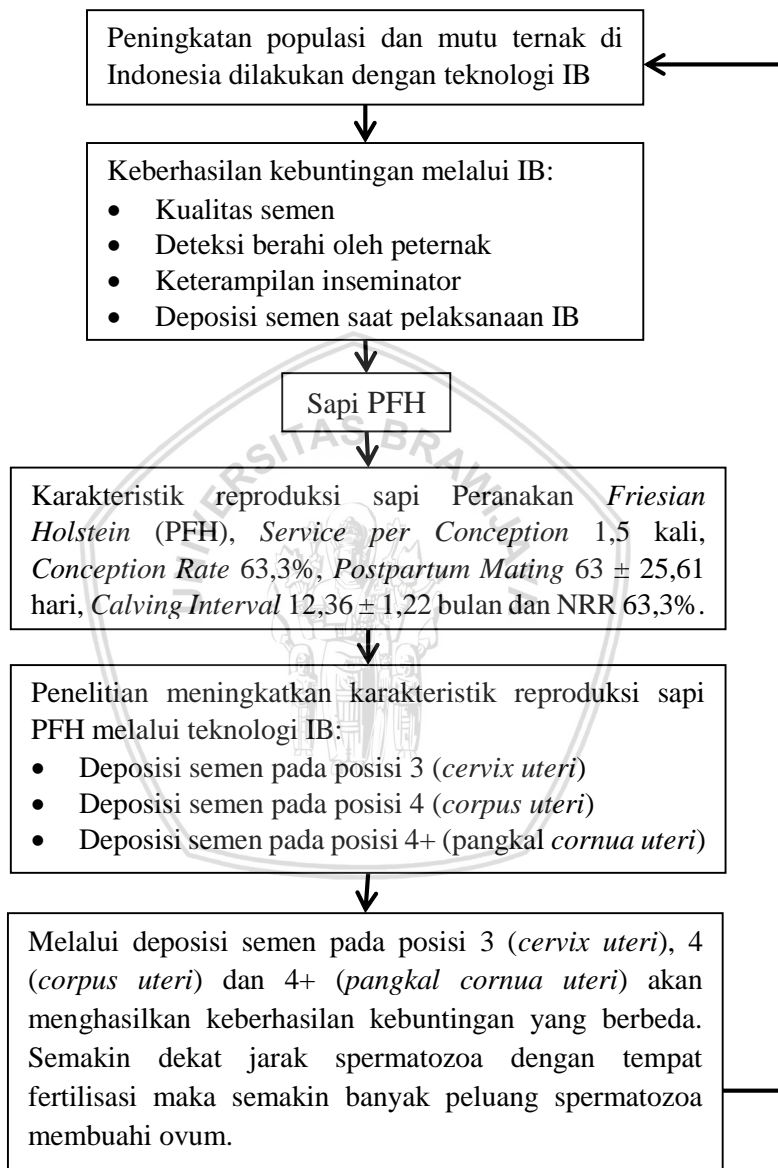 Peningkatan populasi dan mutu ternak di
Indonesia dilakukan dengan teknologi IB
Keberhasilan kebuntingan melalui IB:
• Kualitas semen
• Deteksi berahi oleh peternak
• Keterampilan inseminator
• Deposisi semen saat pelaksanaan IB
Sapi PFH
UNIVERSITAS BRAWIJAYA
Karakteristik reproduksi sapi Peranakan Friesian
Holstein (PFH), Service per Conception 1,5 kali,
Conception Rate 63,3%, Postpartum Mating 63 ± 25,61
hari, Calving Interval 12,36 ± 1,22 bulan dan NRR 63,3%.
Penelitian meningkatkan karakteristik reproduksi sapi
PFH melalui teknologi IB:
• Deposisi semen pada posisi 3 (cervix uteri)
• Deposisi semen pada posisi 4 (corpus uteri)
• Deposisi semen pada posisi 4+ (pangkal cornua uteri)
Melalui deposisi semen pada posisi 3 (cervix uteri), 4
(corpus uteri) dan 4+ (pangkal cornua uteri) akan
menghasilkan keberhasilan kebuntingan yang berbeda.
Semakin dekat jarak spermatozoa dengan tempat
fertilisasi maka semakin banyak peluang spermatozoa
membuahi ovum.